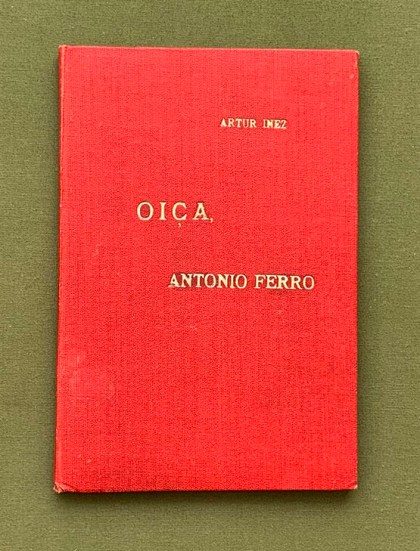 ARTUR INEZ
OIÇA,
ANTONIO FERRO